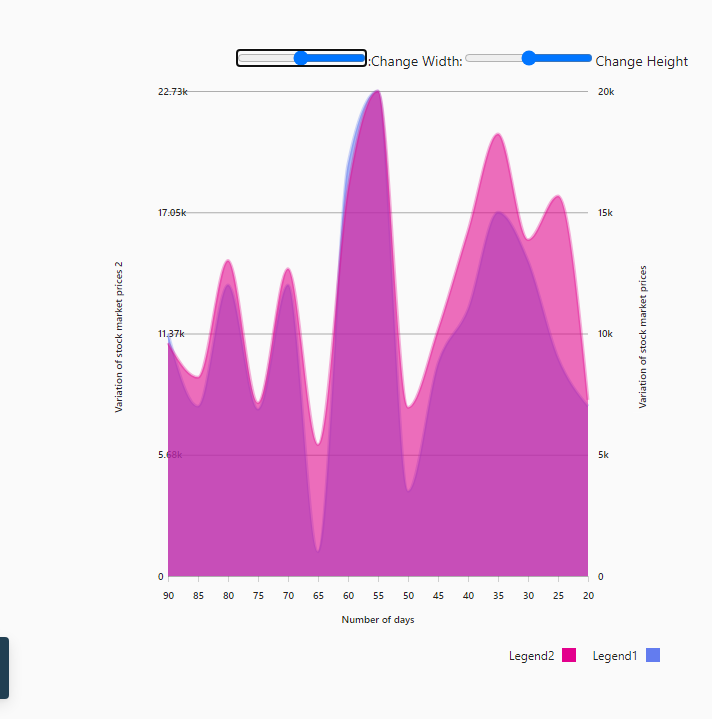 :Change Width: Change Height
22.73k 20k
17.05k 15k
11.37k 10k
5.68k 5k
0 0
Variation of stock market prices 2
Variation of stock market prices
90 85 80 75 70 65 60 55 50 45 40 35 30 25 20
Number of days
Legend2 Legend1